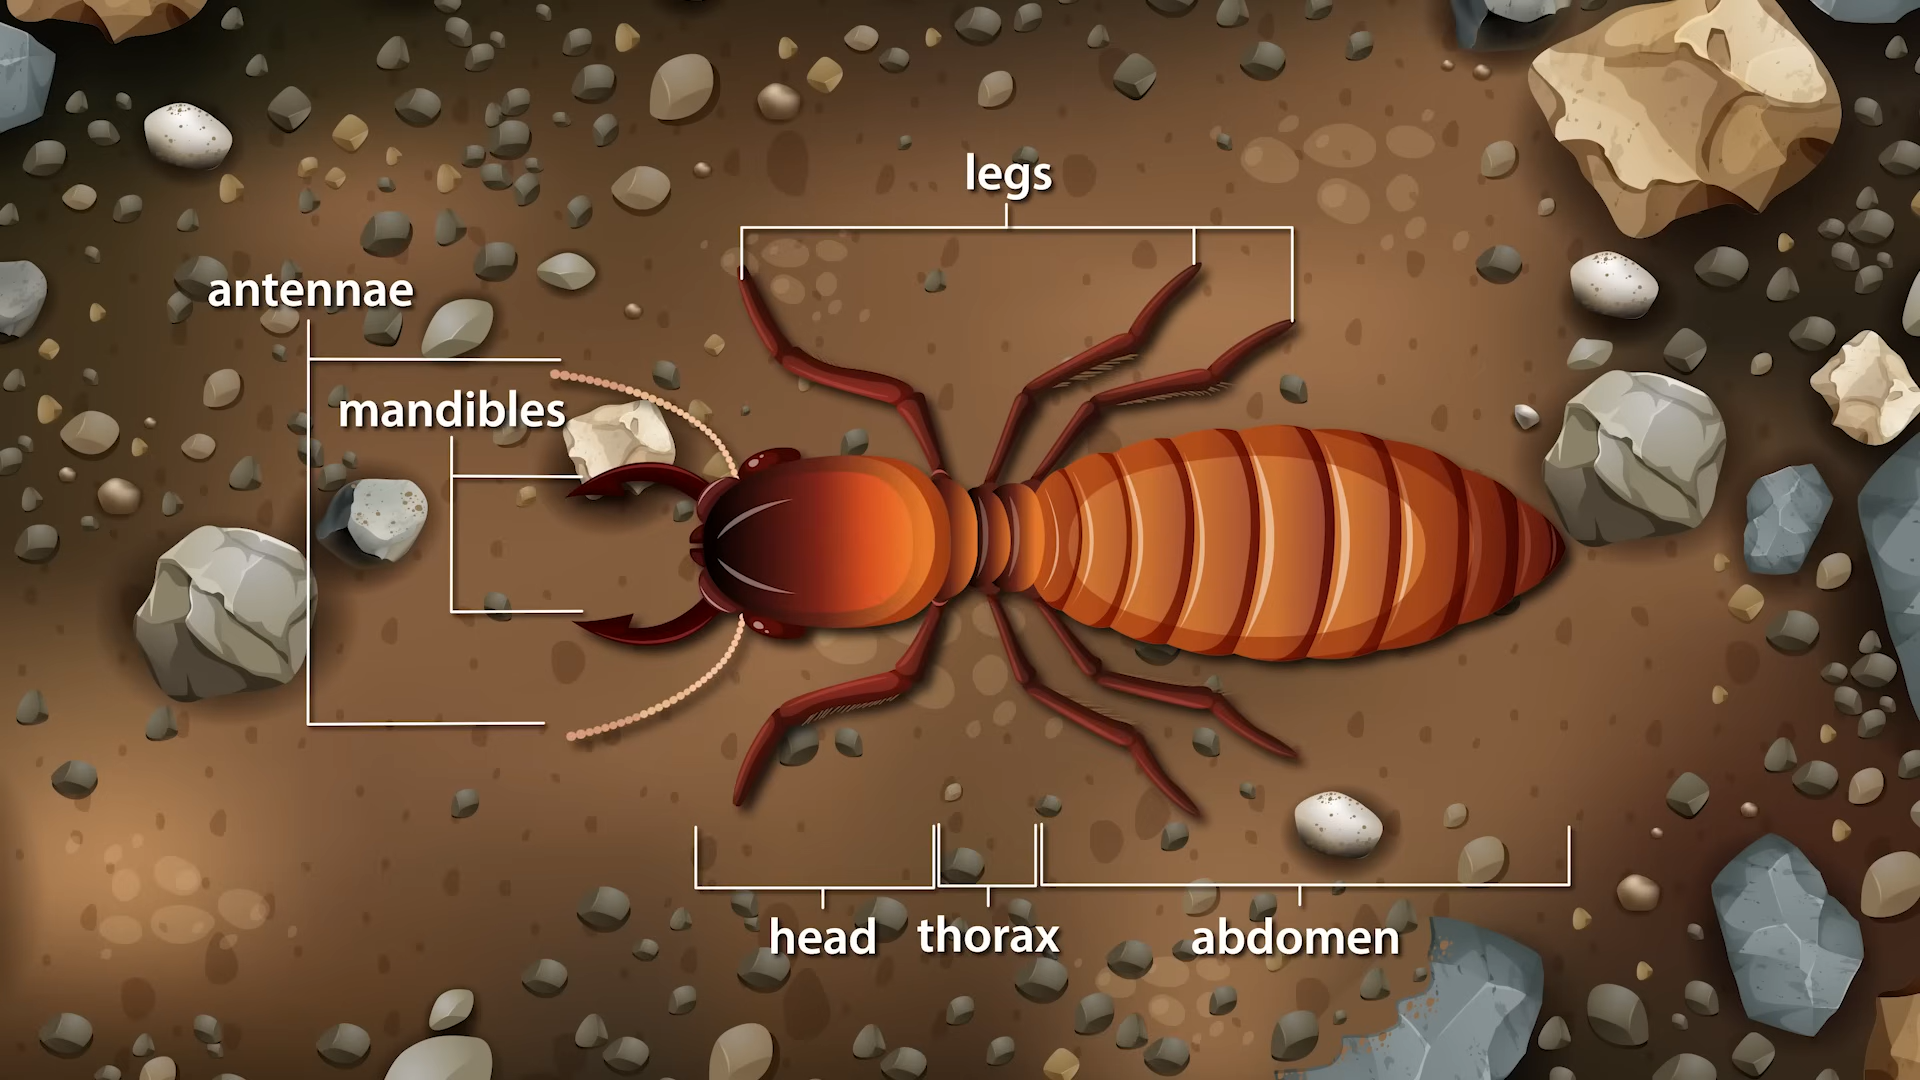 legs
antennae
mandibles
head
thorax
abdomen